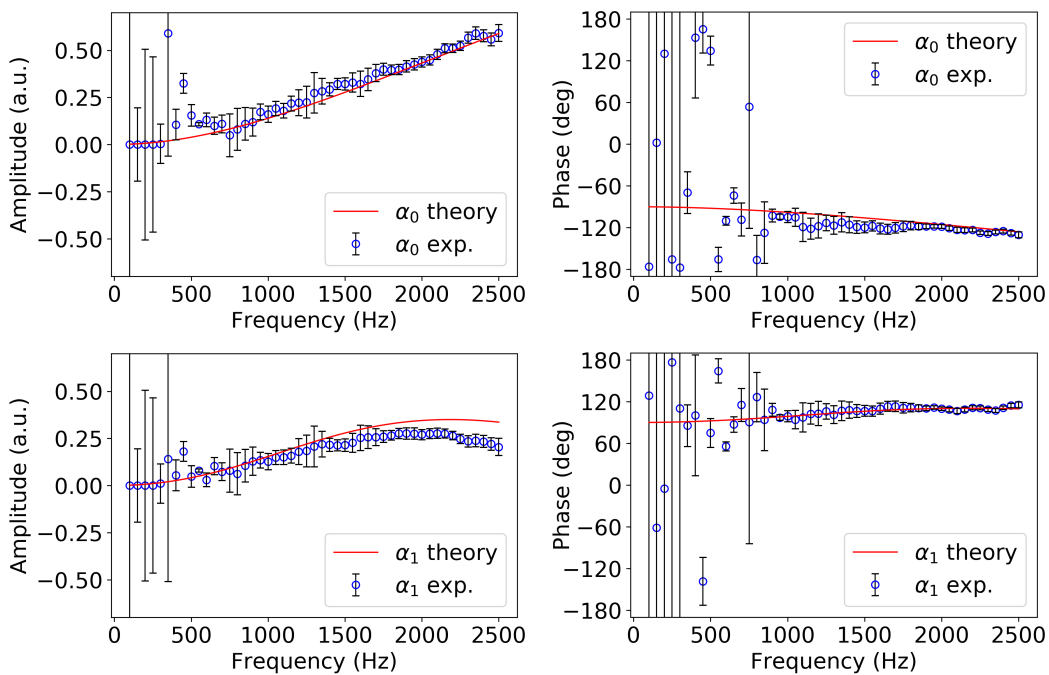 Amplitude (a.u.)
0.50
0.25
0.00
−0.25
−0.50
α0 theory
α0 exp.
0 500 1000 1500 2000 2500
Frequency (Hz)
Phase (deg)
180
120
60
0
−60
−120
−180
α0 theory
α0 exp.
0 500 1000 1500 2000 2500
Frequency (Hz)
Amplitude (a.u.)
0.50
0.25
0.00
−0.25
−0.50
α1 theory
α1 exp.
0 500 1000 1500 2000 2500
Frequency (Hz)
Phase (deg)
180
120
60
0
−60
−120
−180
α1 theory
α1 exp.
0 500 1000 1500 2000 2500
Frequency (Hz)